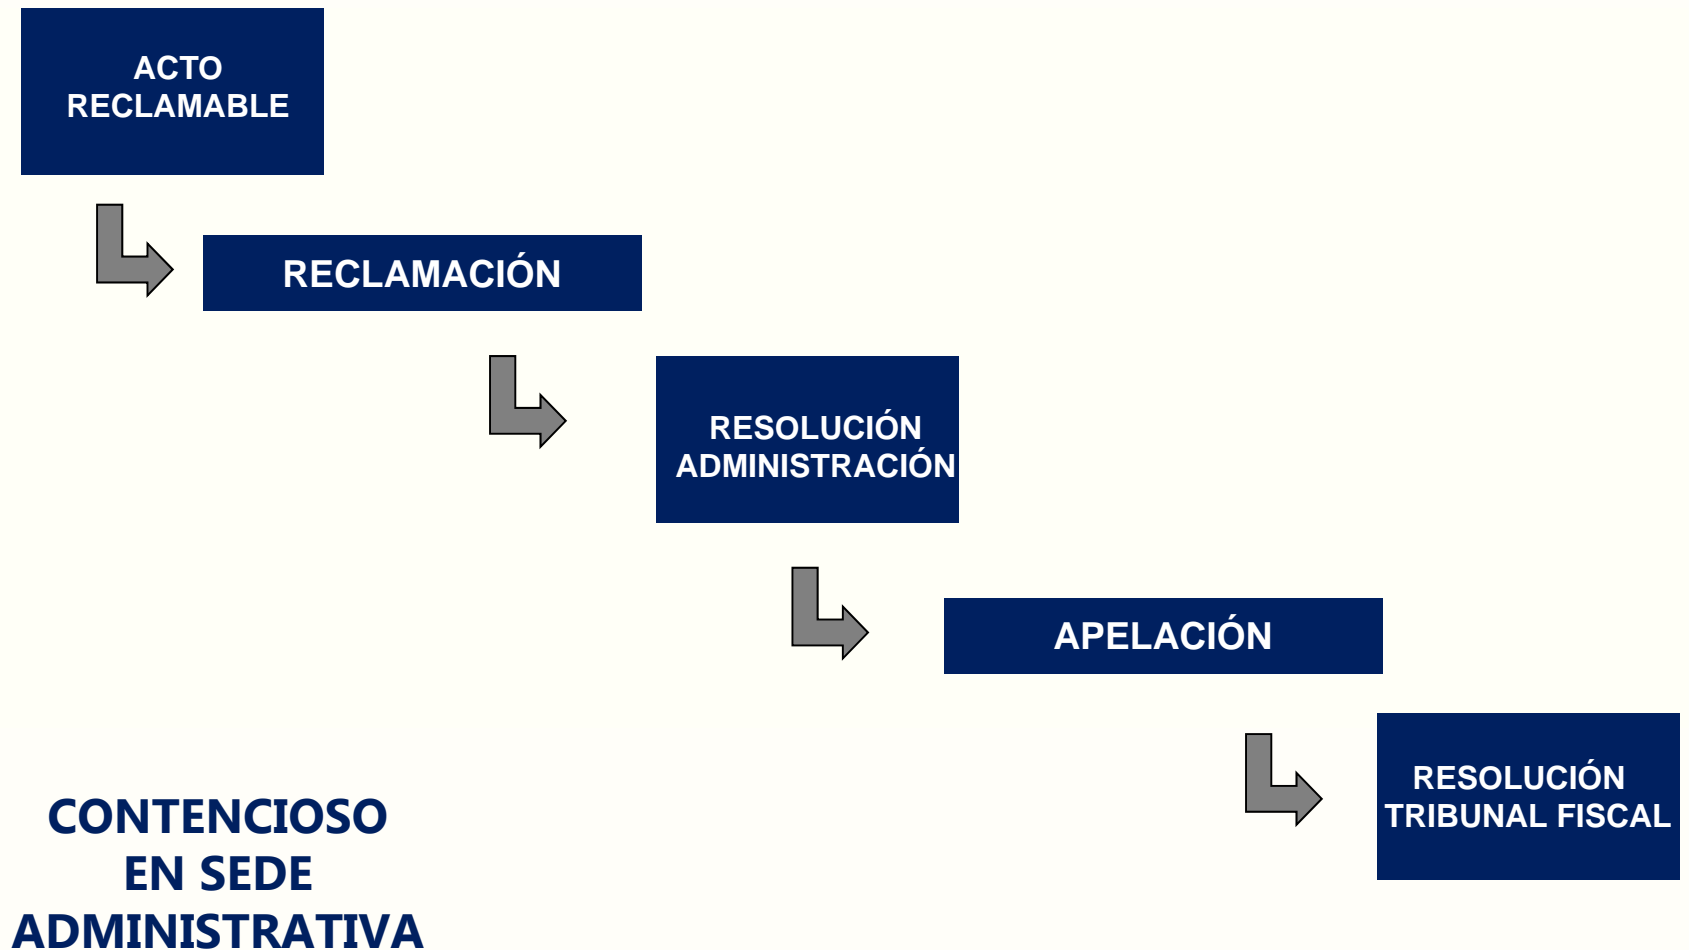 ACTO
RECLAMABLE
RECLAMACIÓN
RESOLUCIÓN
ADMINISTRACIÓN
APELACIÓN
RESOLUCIÓN
TRIBUNAL FISCAL
CONTENCIOSO
EN SEDE
ADMINISTRATIVA